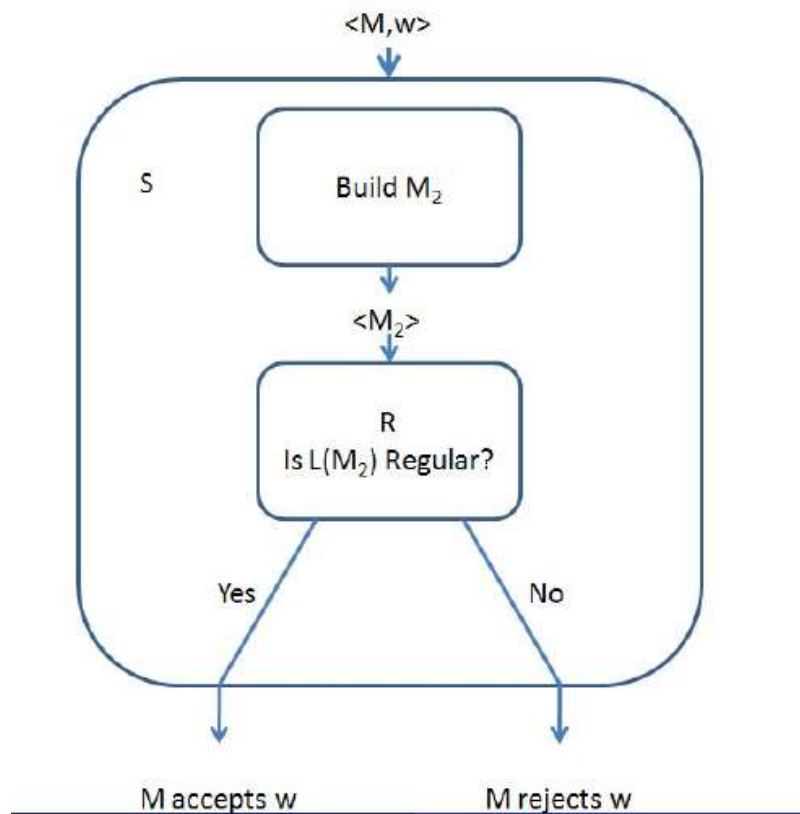 <M,w>
S
Build M₂
<M₂>
R
Is L(M₂) Regular?
Yes
No
M accepts w
M rejects w